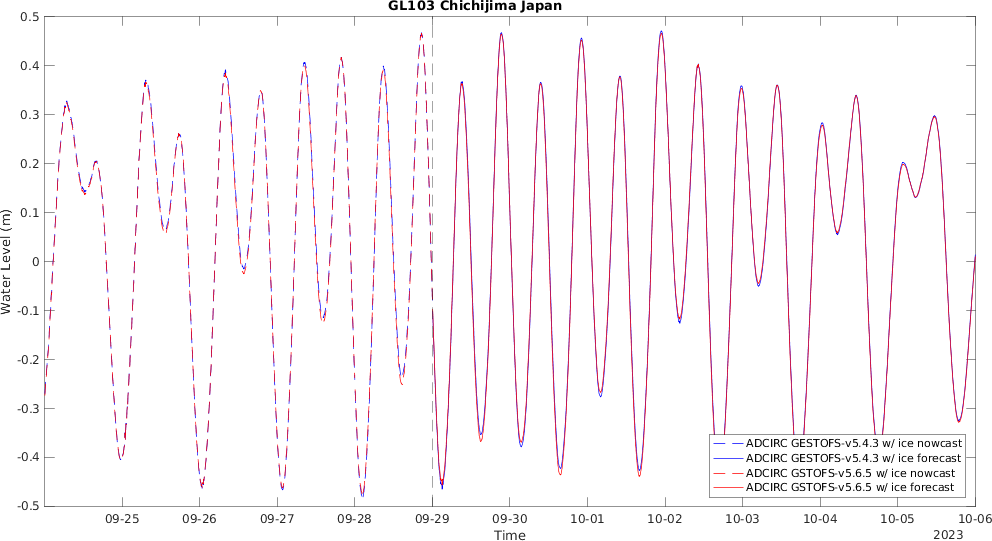 GL103 Chichijima Japan
0.5
0.4
0.3
0.2
0.1
0
-0.1
-0.2
-0.3
-0.4
-0.5
Water Level (m)
ADCIRC GESTOFS-v5.4.3 w/ ice nowcast
ADCIRC GESTOFS-v5.4.3 w/ ice forecast
ADCIRC GSTOFS-v5.6.5 w/ ice nowcast
ADCIRC GSTOFS-v5.6.5 w/ ice forecast
09-25 09-26 09-27 09-28 09-29 09-30 10-01 10-02 10-03 10-04 10-05 10-06
Time
2023